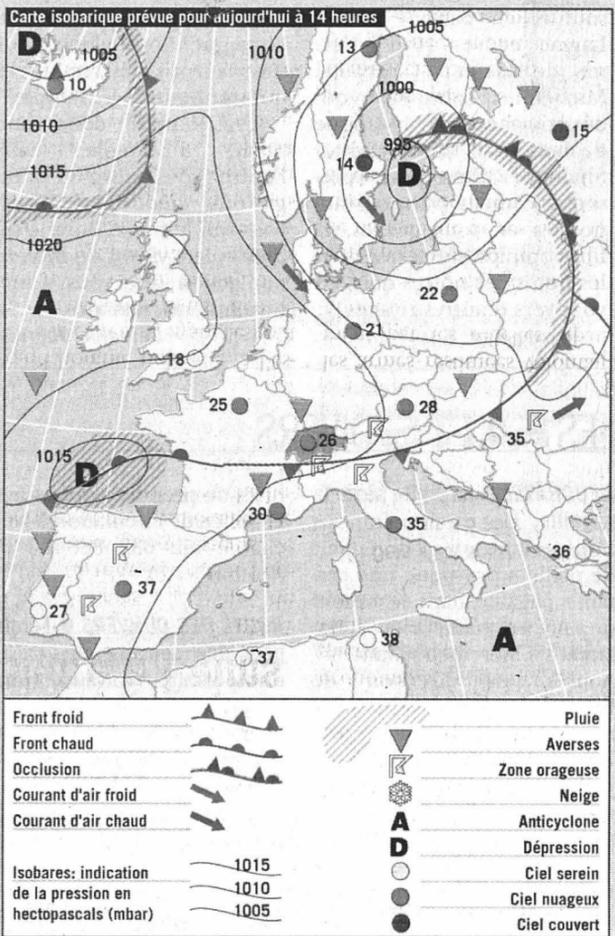 Carte isobarique prévue pour aujourd'hui à 14 heures
D 1005 1010 13 1005
10 1000
1010 995 15
14 D
1015
1020
22
A 21
18
25 28
26 35
1015
D
30 35
36
37
27
38 A
37
Front froid Pluie
Front chaud Averses
Occlusion Zone orageuse
Courant d'air froid Neige
Courant d'air chaud A Anticyclone
D Dépression
Isobares: indication 1015 Ciel serein
de la pression en 1010 Ciel nuageux
hectopascals (mbar) 1005 Ciel couvert